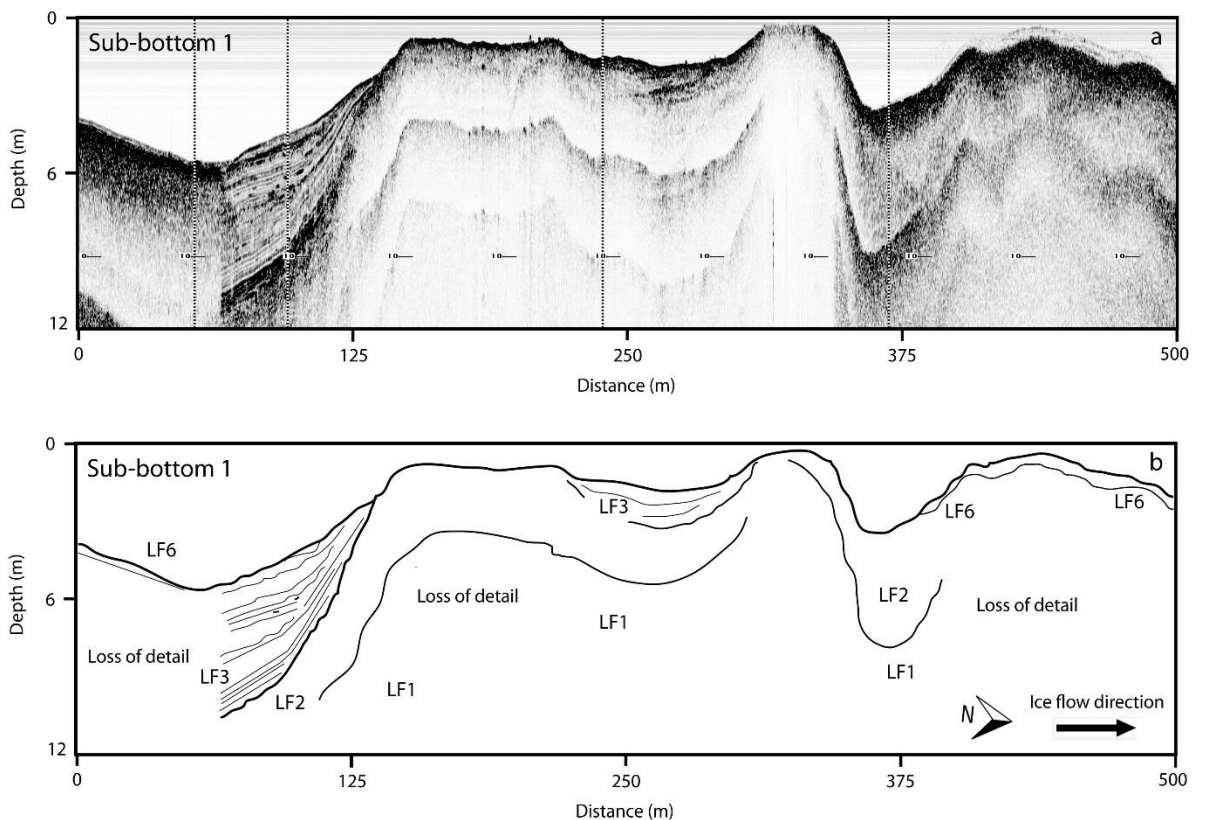 0
Sub-bottom 1
a
Depth (m)
6
12
0 125 250 375 500
Distance (m)
0
Sub-bottom 1
b
LF6
LF3
LF6
LF6
Depth (m)
6
Loss of detail
LF2
Loss of detail
Loss of detail
LF1
LF3
LF2
LF1
LF1
N
Ice flow direction
12
0 125 250 375 500
Distance (m)